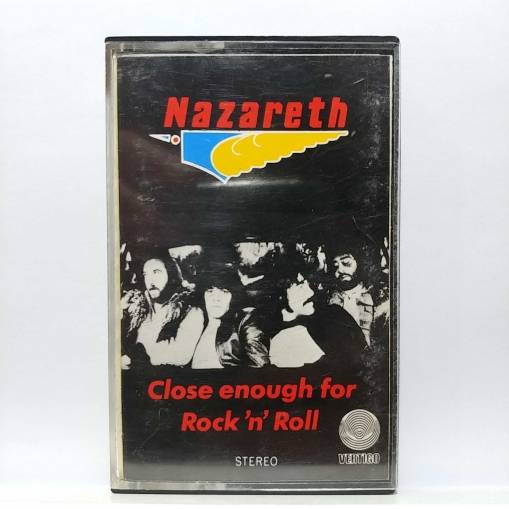 Nazareth
Close enough for
Rock 'n' Roll
STEREO
VERTIGO